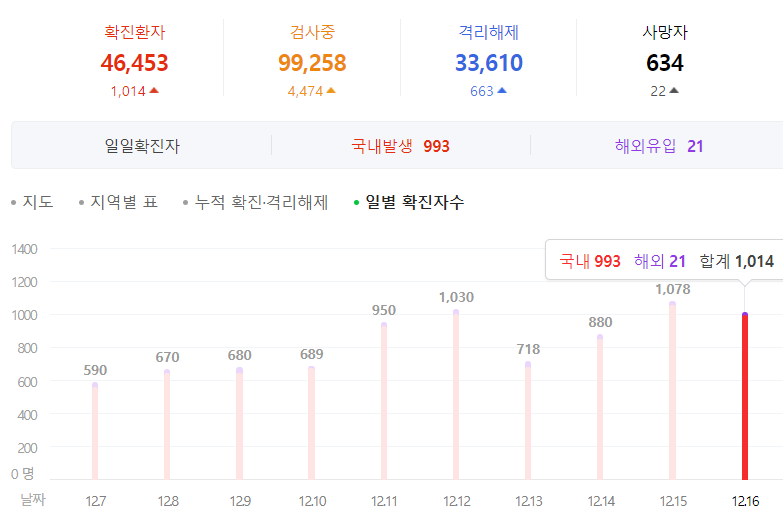 확진환자 검사중 격리해제 사망자
46,453 99,258 33,610 634
1,014 4,474 663 22
일일확진자 국내발생 993 해외유입 21
지도 지역별 표 누적 확진·격리해제 일별 확진자수
국내 993 해외 21 합계 1,014
1400
1200
1000
800
600
400
200
0 명
590 670 680 689 950 1,030 718 880 1,078
날짜 12.7 12.8 12.9 12.10 12.11 12.12 12.13 12.14 12.15 12.16